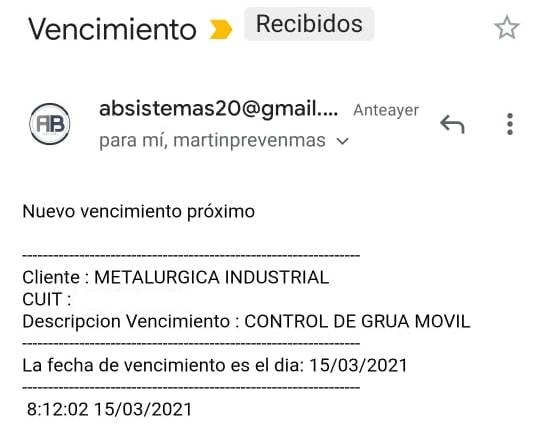 Vencimiento Recibidos
AB
absistemas20@gmail.... Anteayer
para mí, martinprevenmas
Nuevo vencimiento próximo
-----------------------------------------------------------------
Cliente : METALURGICA INDUSTRIAL
CUIT :
Descripcion Vencimiento : CONTROL DE GRUA MOVIL
-----------------------------------------------------------------
La fecha de vencimiento es el dia: 15/03/2021
-----------------------------------------------------------------
8:12:02 15/03/2021